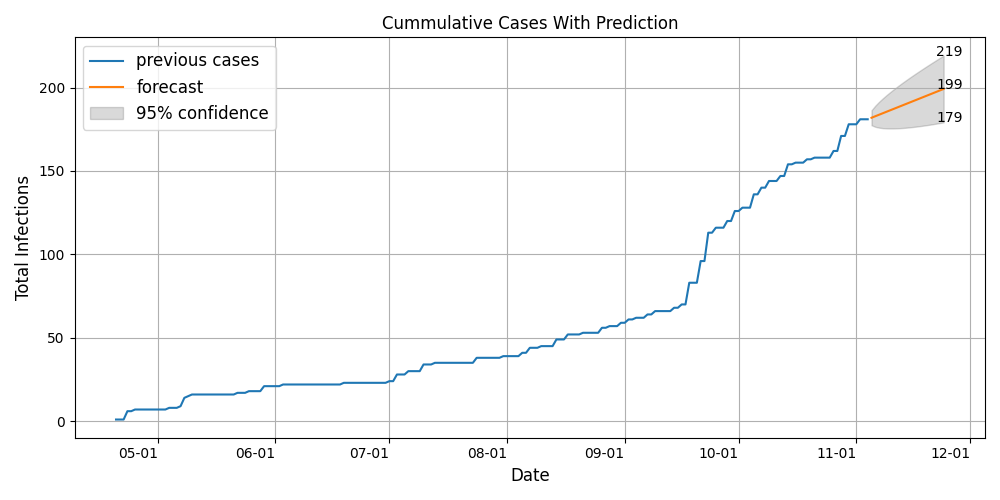 Cummulative Cases With Prediction
previous cases
forecast
95% confidence
219
199
179
200
150
100
50
0
Total Infections
05-01
06-01
07-01
08-01
09-01
10-01
11-01
12-01
Date